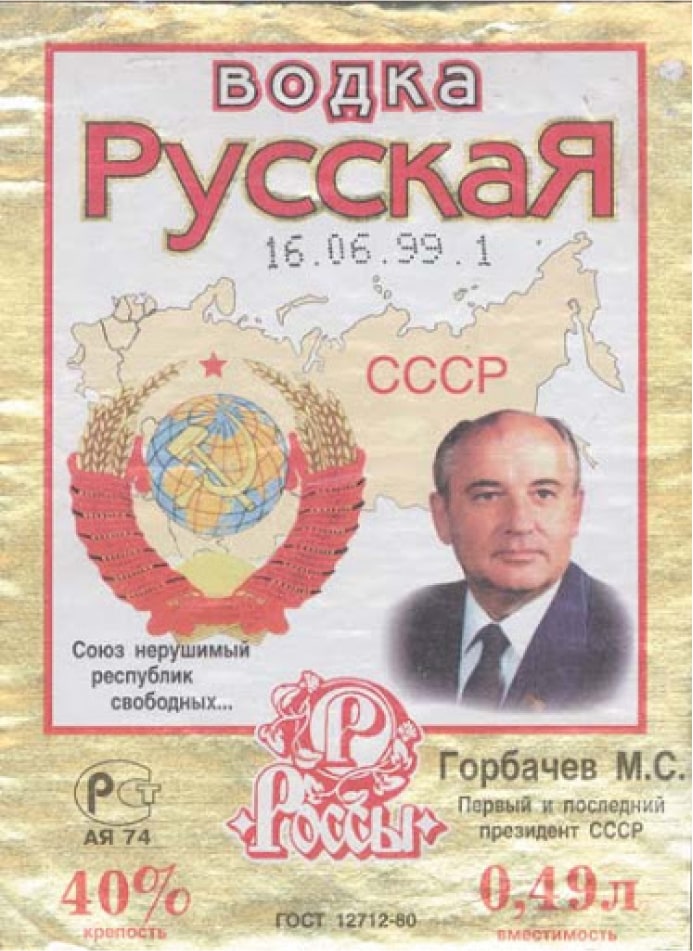 ВОДКА
РУССКАЯ
16.06.99.1
СССР
Союз нерушимый
республик
свободных...
Р
Россы
Горбачев М.С.
Первый и последний
президент СССР
РСТ
АЯ 74
40%
крепость
ГОСТ 12712-80
0,49л
вместимость